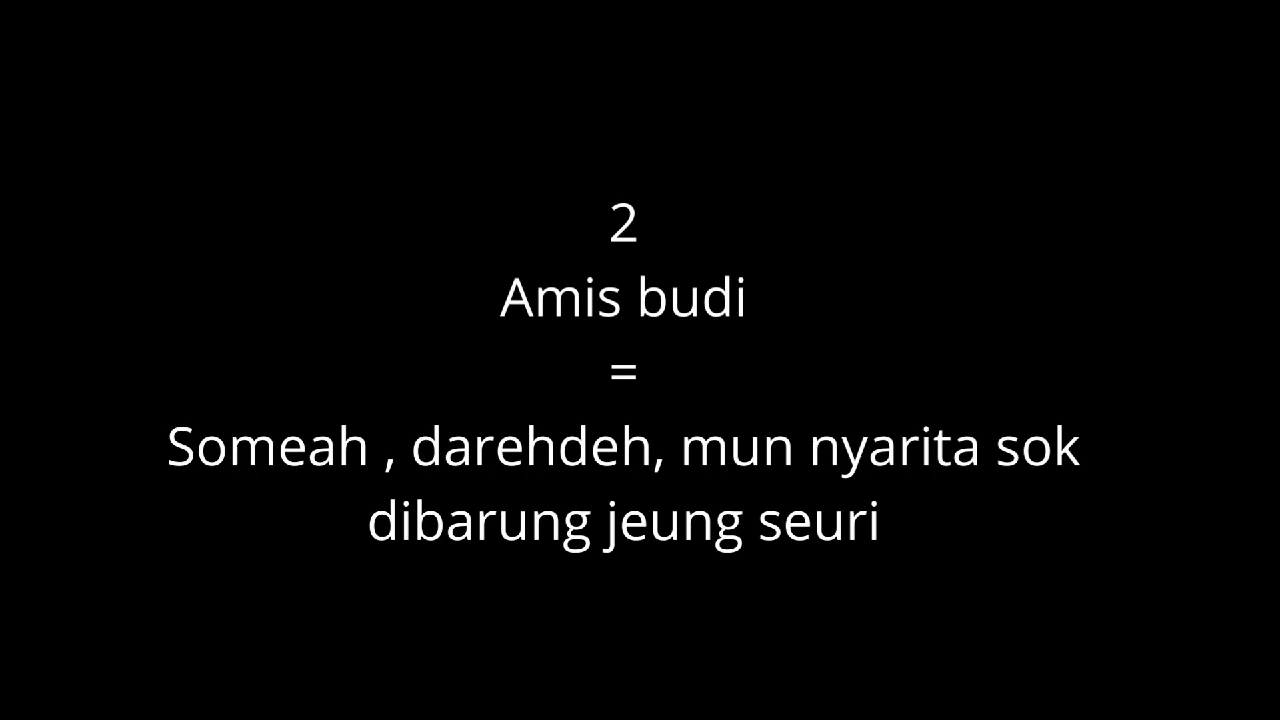 2
Amis budi
=
Someah , darehdeh, mun nyarita sok
dibarung jeung seuri